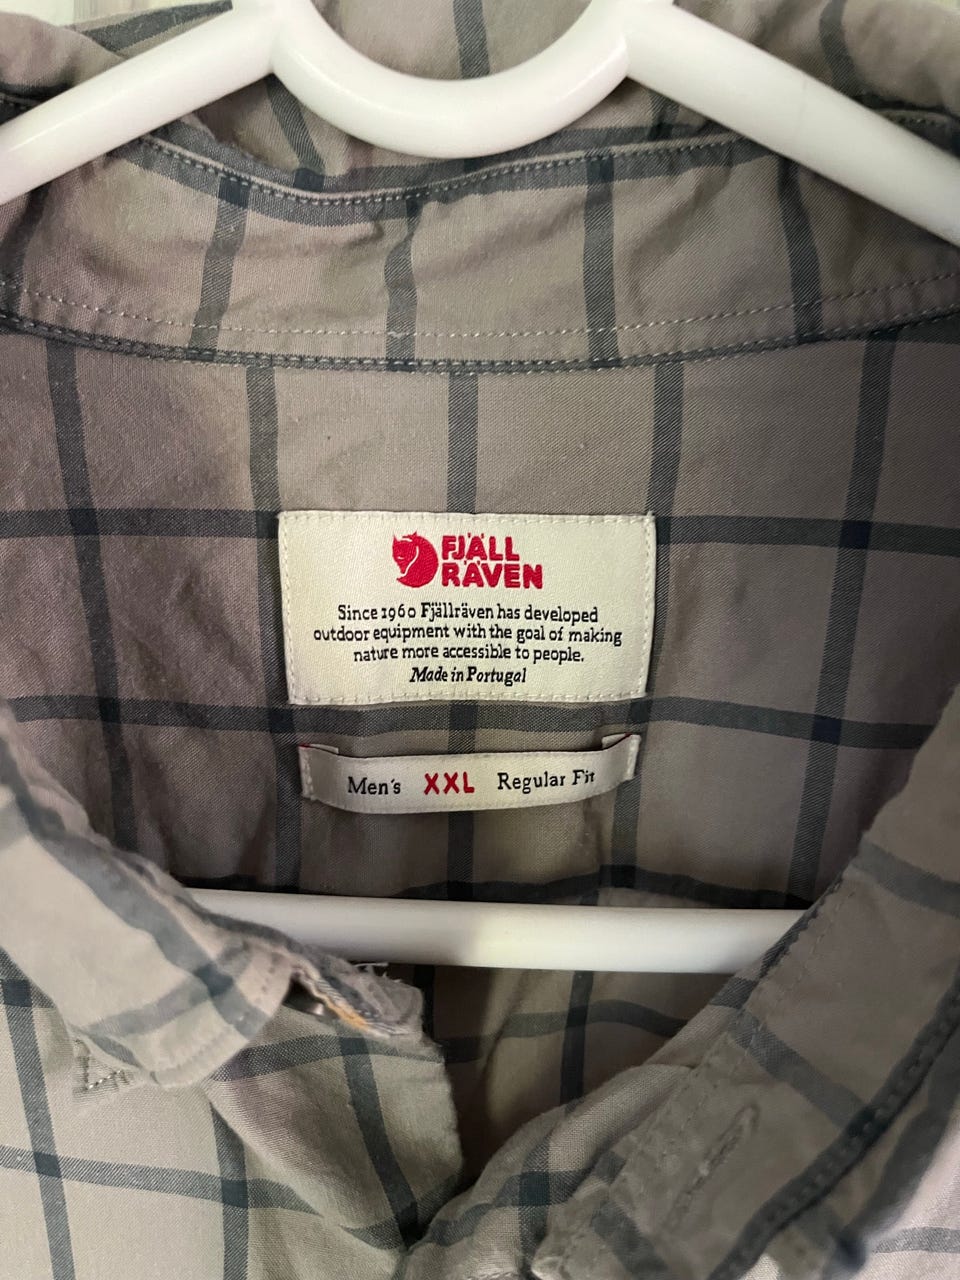 FJÄLL
RÄVEN
Since 1960 Fjällräven has developed
outdoor equipment with the goal of making
nature more accessible to people.
Made in Portugal
Men's XXL Regular Fit